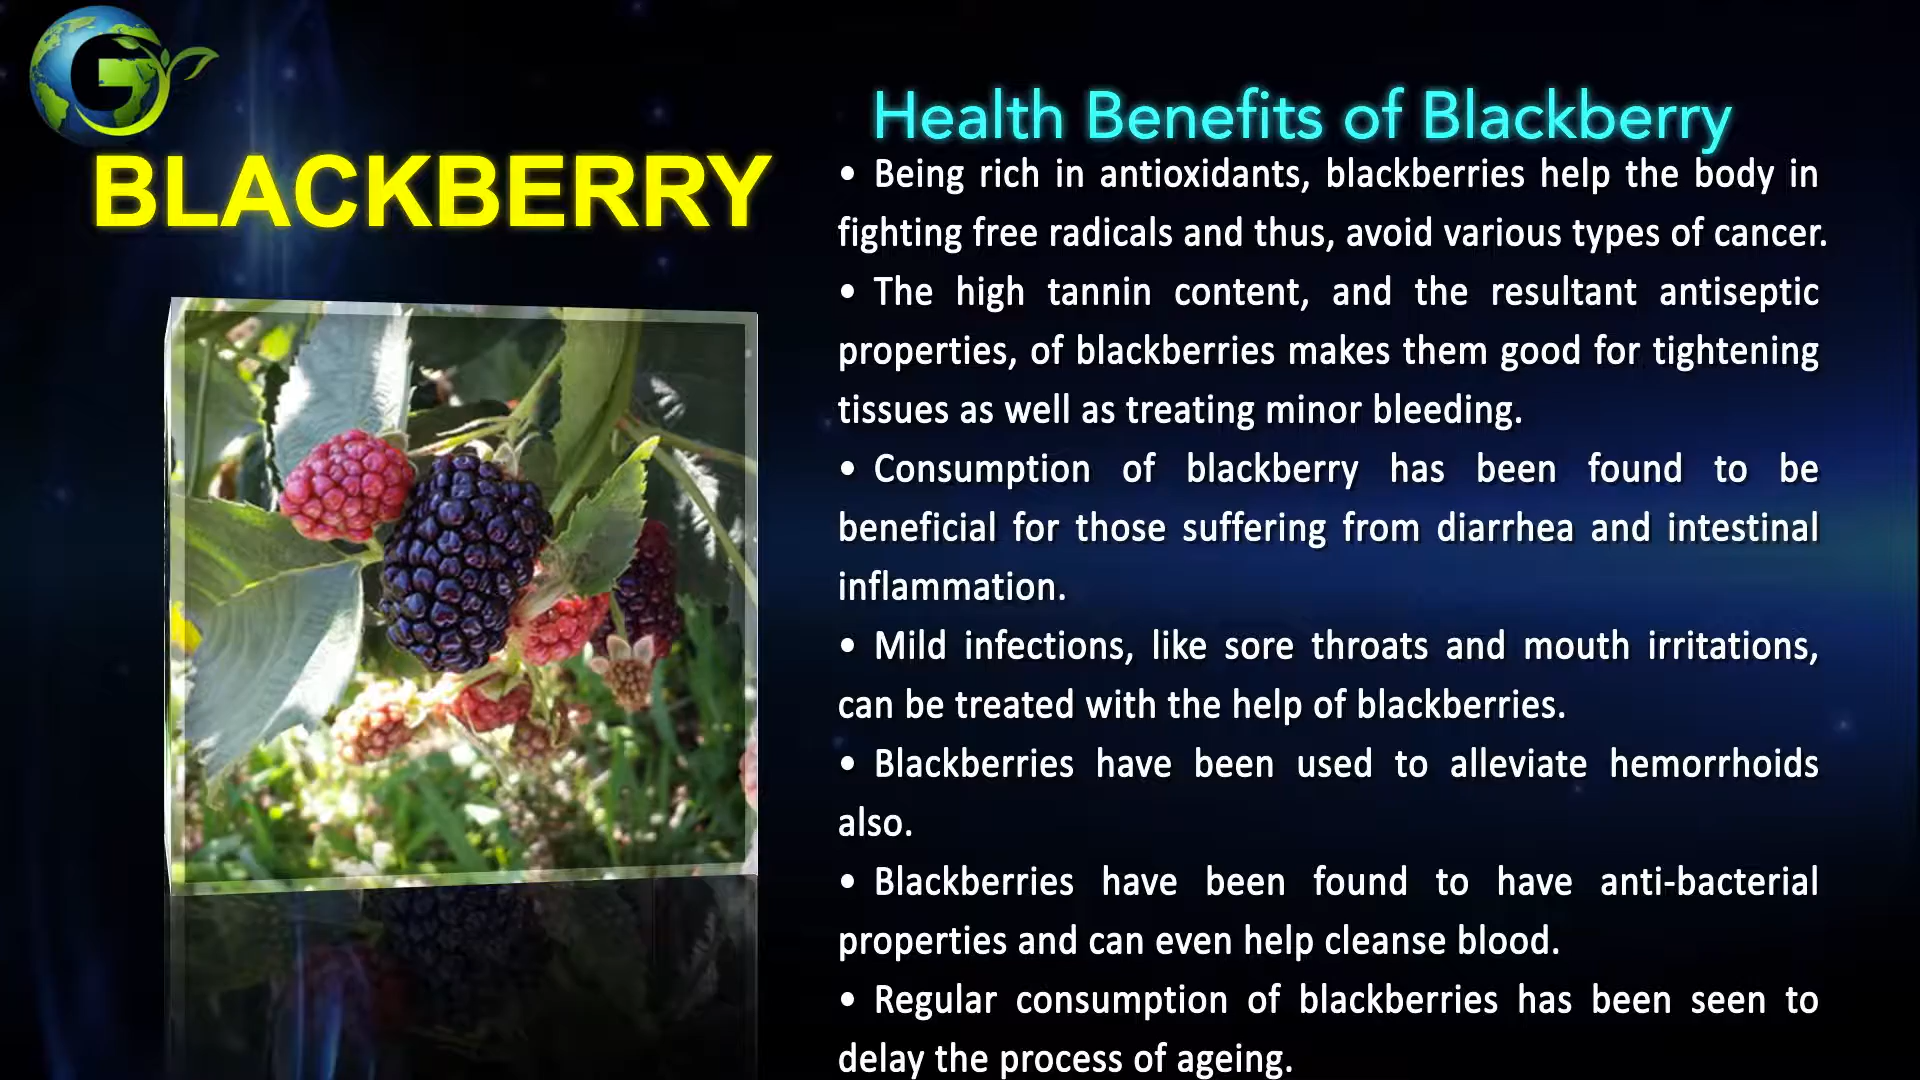 G
BLACKBERRY
Health Benefits of Blackberry
• Being rich in antioxidants, blackberries help the body in
fighting free radicals and thus, avoid various types of cancer.
• The high tannin content, and the resultant antiseptic
properties, of blackberries makes them good for tightening
tissues as well as treating minor bleeding.
• Consumption of blackberry has been found to be
beneficial for those suffering from diarrhea and intestinal
inflammation.
• Mild infections, like sore throats and mouth irritations,
can be treated with the help of blackberries.
• Blackberries have been used to alleviate hemorrhoids
also.
• Blackberries have been found to have anti-bacterial
properties and can even help cleanse blood.
• Regular consumption of blackberries has been seen to
delay the process of ageing.